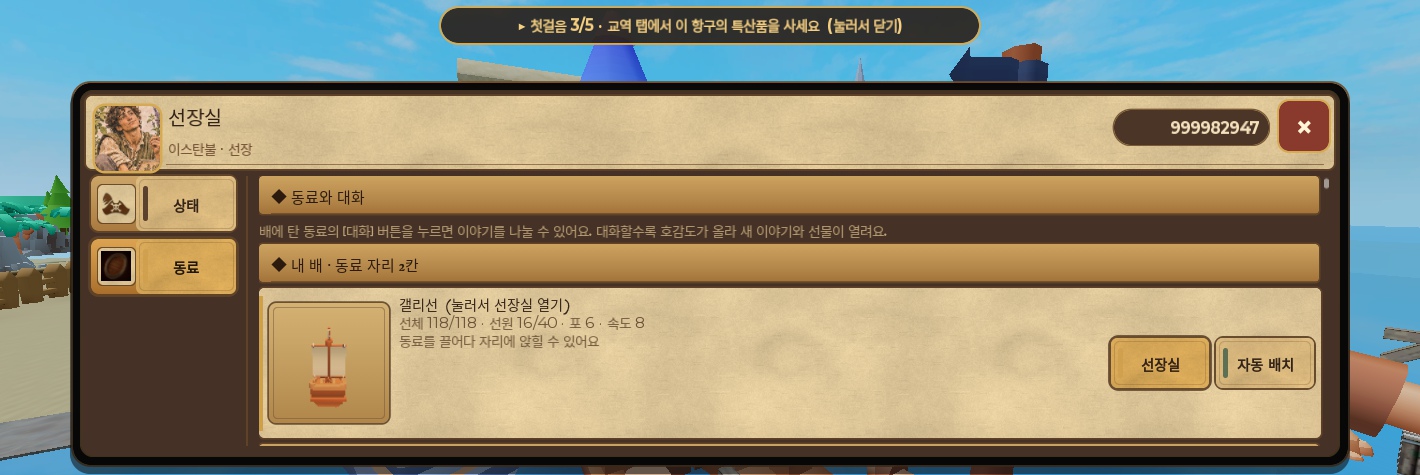 ▸ 첫걸음 3/5 · 교역 탭에서 이 항구의 특산품을 사세요 (눌러서 닫기)
선장실
이스탄불 · 선장
999982947
×
상태
동료
◆ 동료와 대화
배에 탄 동료의 [대화] 버튼을 누르면 이야기를 나눌 수 있어요. 대화할수록 호감도가 올라 새 이야기와 선물이 열려요.
◆ 내 배 · 동료 자리 2칸
갤리선 (눌러서 선장실 열기)
선체 118/118 · 선원 16/40 · 포 6 · 속도 8
동료를 끌어다 자리에 앉힐 수 있어요
선장실
자동 배치